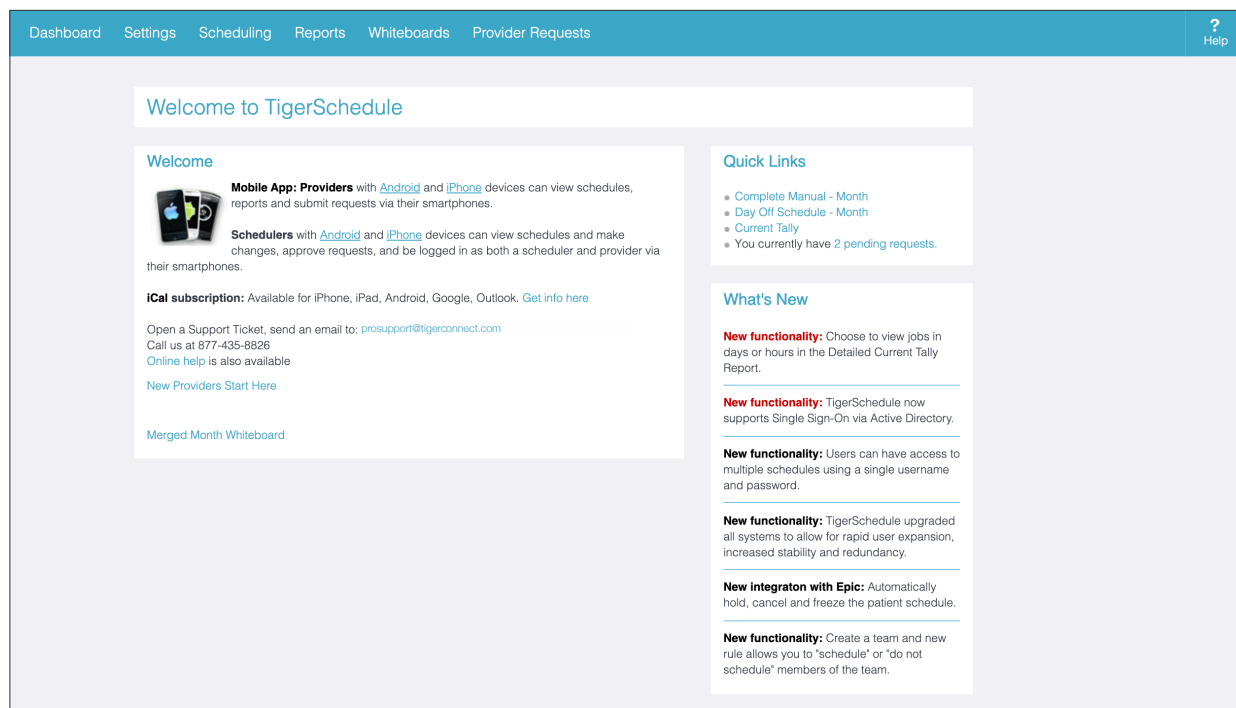 Dashboard Settings Scheduling Reports Whiteboards Provider Requests
?
Help
Welcome to TigerSchedule
Welcome
Mobile App: Providers with Android and iPhone devices can view schedules,
reports and submit requests via their smartphones.
Schedulers with Android and iPhone devices can view schedules and make
changes, approve requests, and be logged in as both a scheduler and provider via
their smartphones.
iCal subscription: Available for iPhone, iPad, Android, Google, Outlook. Get info here
Open a Support Ticket, send an email to: prosupport@tigerconnect.com
Call us at 877-435-8826
Online help is also available
New Providers Start Here
Merged Month Whiteboard
Quick Links
Complete Manual - Month
Day Off Schedule - Month
Current Tally
You currently have 2 pending requests.
What's New
New functionality: Choose to view jobs in
days or hours in the Detailed Current Tally
Report.
New functionality: TigerSchedule now
supports Single Sign-On via Active Directory.
New functionality: Users can have access to
multiple schedules using a single username
and password.
New functionality: TigerSchedule upgraded
all systems to allow for rapid user expansion,
increased stability and redundancy.
New integraton with Epic: Automatically
hold, cancel and freeze the patient schedule.
New functionality: Create a team and new
rule allows you to "schedule" or "do not
schedule" members of the team.